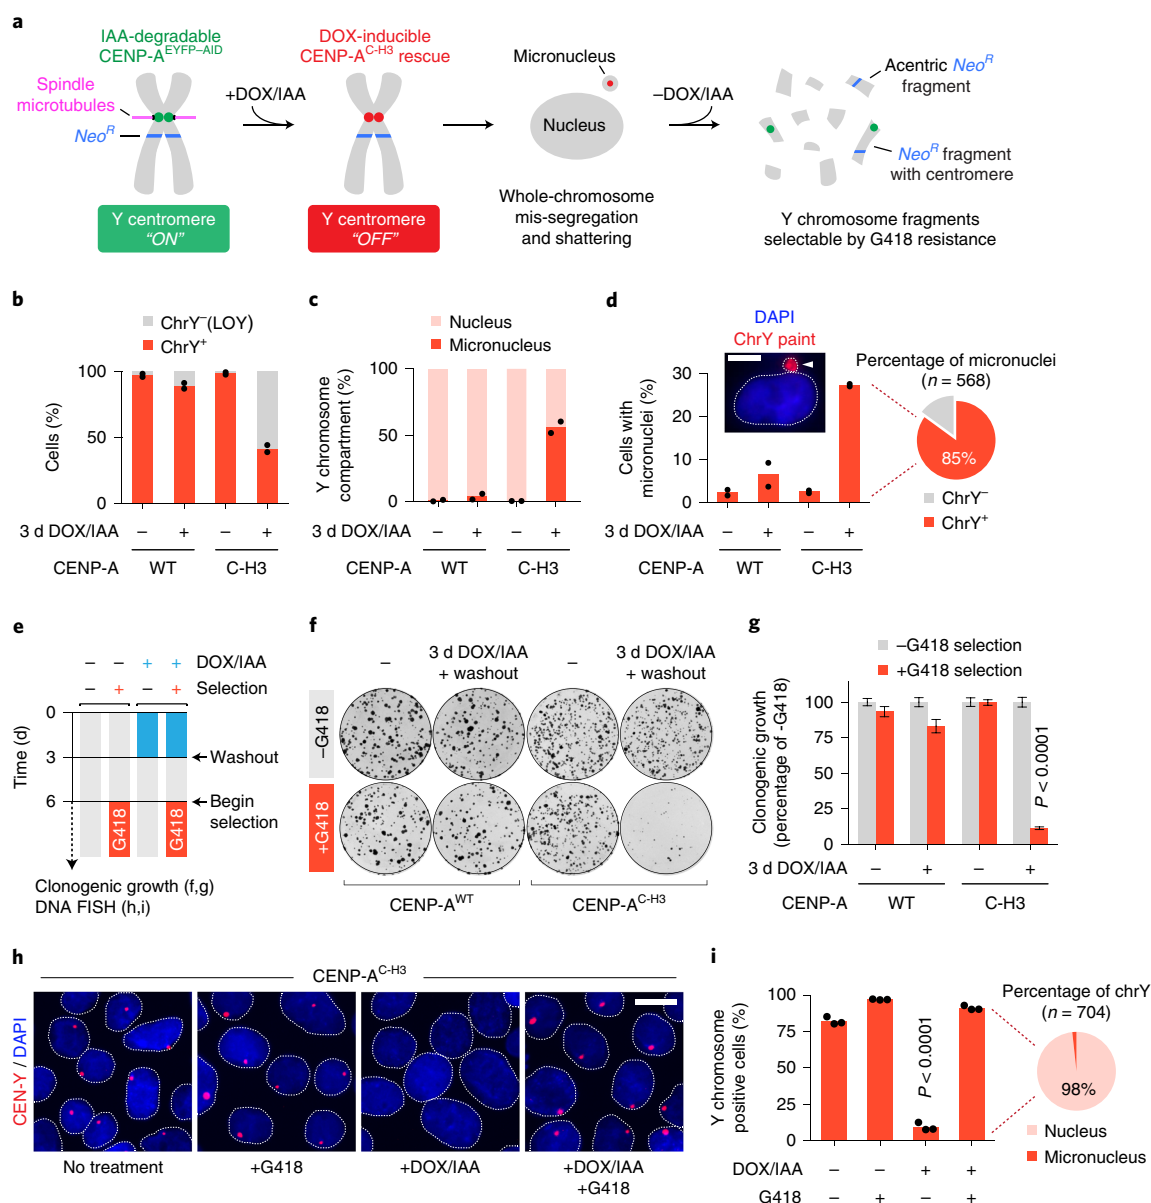 a
IAA-degradable
CENP-A^EYFP–AID
DOX-inducible
CENP-A^C-H3 rescue
Spindle
microtubules
Neo^R
+DOX/IAA
Micronucleus
Nucleus
–DOX/IAA
Acentric Neo^R
fragment
Neo^R fragment
with centromere
Y centromere
"ON"
Y centromere
"OFF"
Whole-chromosome
mis-segregation
and shattering
Y chromosome fragments
selectable by G418 resistance
b
ChrY–(LOY)
ChrY+
Cells (%)
100
50
0
3 d DOX/IAA – + – +
CENP-A WT C-H3
c
Nucleus
Micronucleus
Y chromosome
compartment (%)
100
50
0
3 d DOX/IAA – + – +
CENP-A WT C-H3
d
DAPI
ChrY paint
Cells with
micronuclei (%)
30
20
10
0
3 d DOX/IAA – + – +
CENP-A WT C-H3
Percentage of micronuclei
(n = 568)
85%
ChrY–
ChrY+
e
– – + + DOX/IAA
– + – + Selection
Time (d)
0
3
6
Washout
Begin
selection
G418
G418
Clonogenic growth (f,g)
DNA FISH (h,i)
f
–
3 d DOX/IAA
+ washout
–
3 d DOX/IAA
+ washout
–G418
+G418
CENP-A^WT
CENP-A^C-H3
g
–G418 selection
+G418 selection
Clonogenic growth
(percentage of -G418)
100
75
50
25
0
P < 0.0001
3 d DOX/IAA – + – +
CENP-A WT C-H3
h
CENP-A^C-H3
CEN-Y / DAPI
No treatment
+G418
+DOX/IAA
+DOX/IAA
+G418
i
Y chromosome
positive cells (%)
100
75
50
25
0
P < 0.0001
DOX/IAA – – + +
G418 – + – +
Percentage of chrY
(n = 704)
98%
Nucleus
Micronucleus